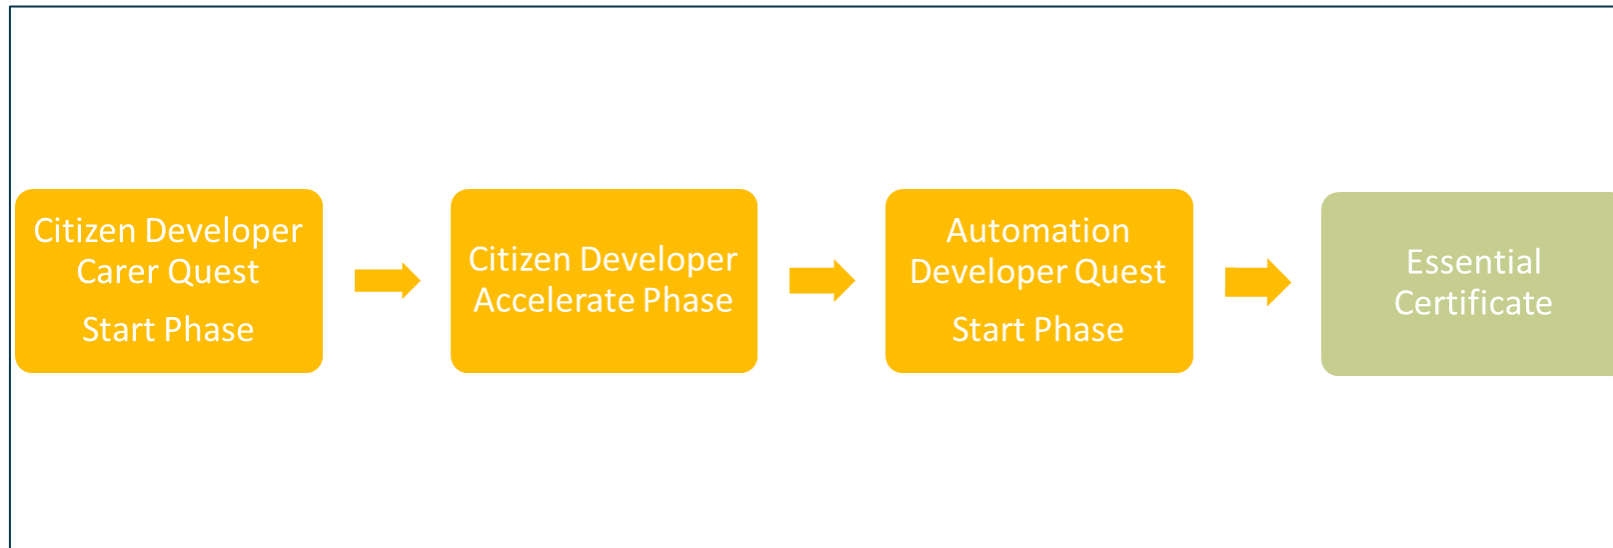 Citizen Developer
Carer Quest
Start Phase
Citizen Developer
Accelerate Phase
Automation
Developer Quest
Start Phase
Essential
Certificate